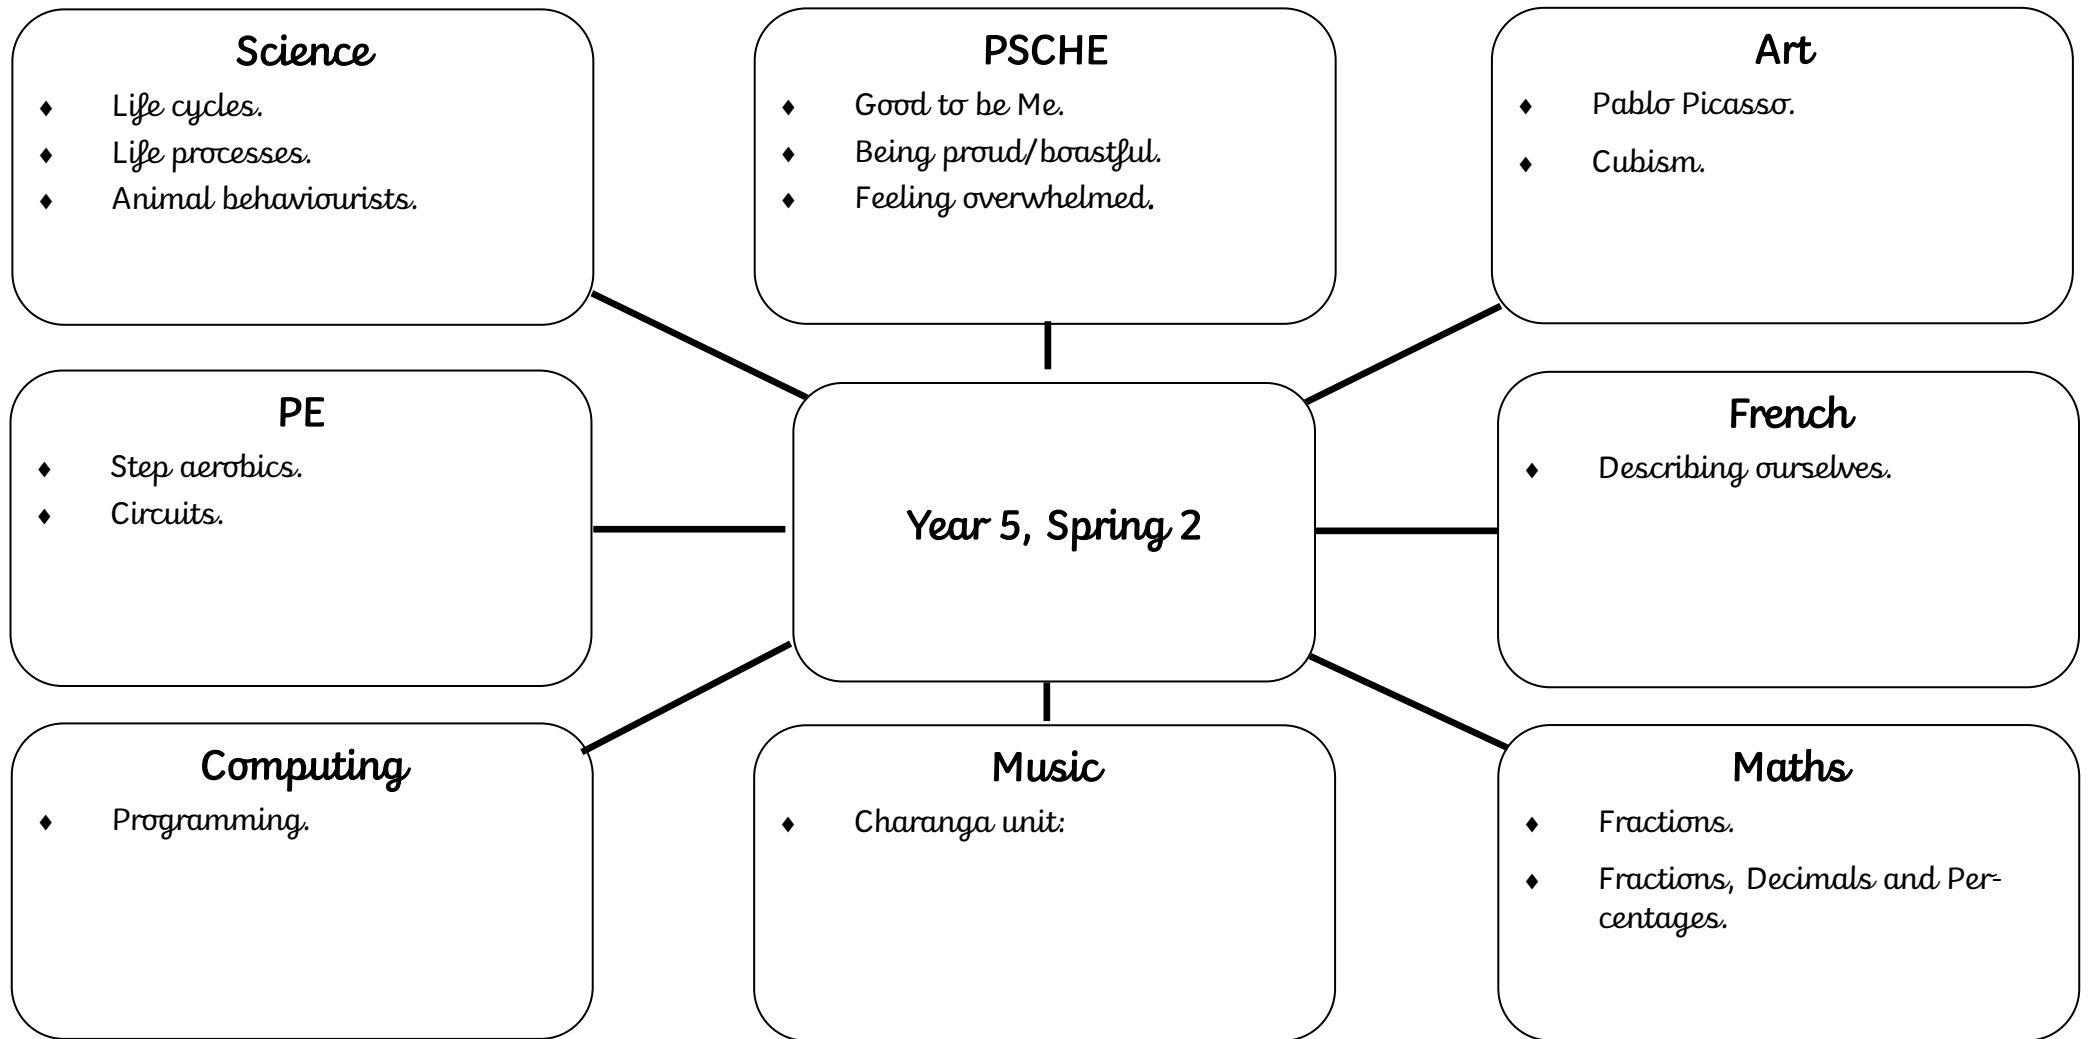 Science
Life cycles.
Life processes.
Animal behaviourists.
PSCHE
Good to be Me.
Being proud/boastful.
Feeling overwhelmed.
Art
Pablo Picasso.
Cubism.
PE
Step aerobics.
Circuits.
Year 5, Spring 2
French
Describing ourselves.
Computing
Programming.
Music
Charanga unit:
Maths
Fractions.
Fractions, Decimals and Per-
centages.